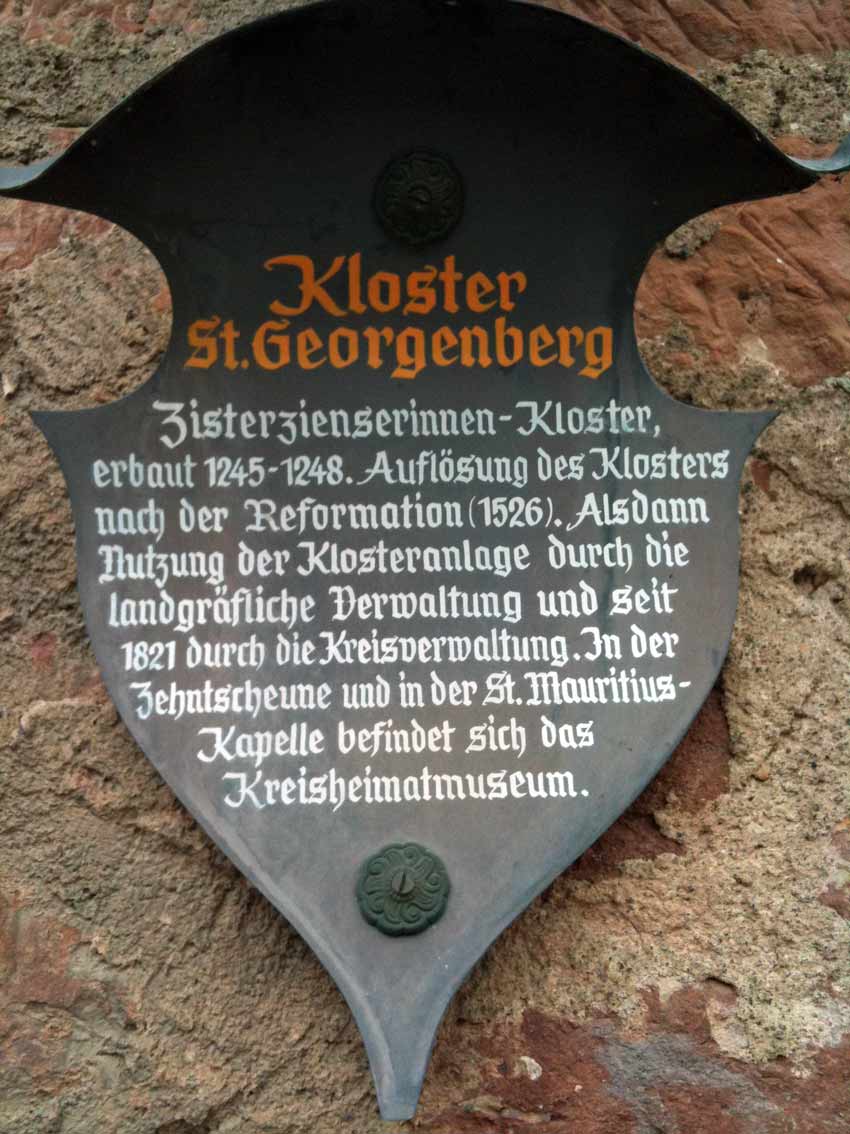 Kloster
St. Georgenberg
Zisterzienserinnen-Kloster,
erbaut 1245-1248. Auflösung des Klosters
nach der Reformation (1526). Alsdann
Nutzung der Klosteranlage durch die
landgräfliche Verwaltung und seit
1821 durch die Kreisverwaltung. In der
Zehntscheune und in der St. Mauritius-
Kapelle befindet sich das
Kreisheimatmuseum.